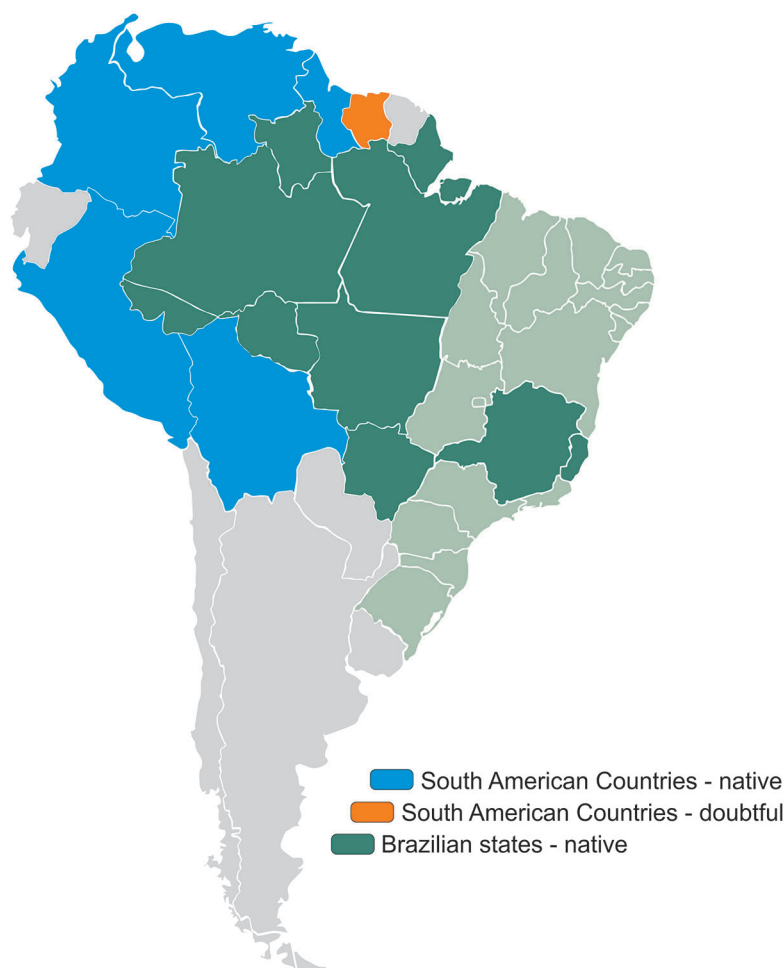 South American Countries - native
South American Countries - doubtful
Brazilian states - native